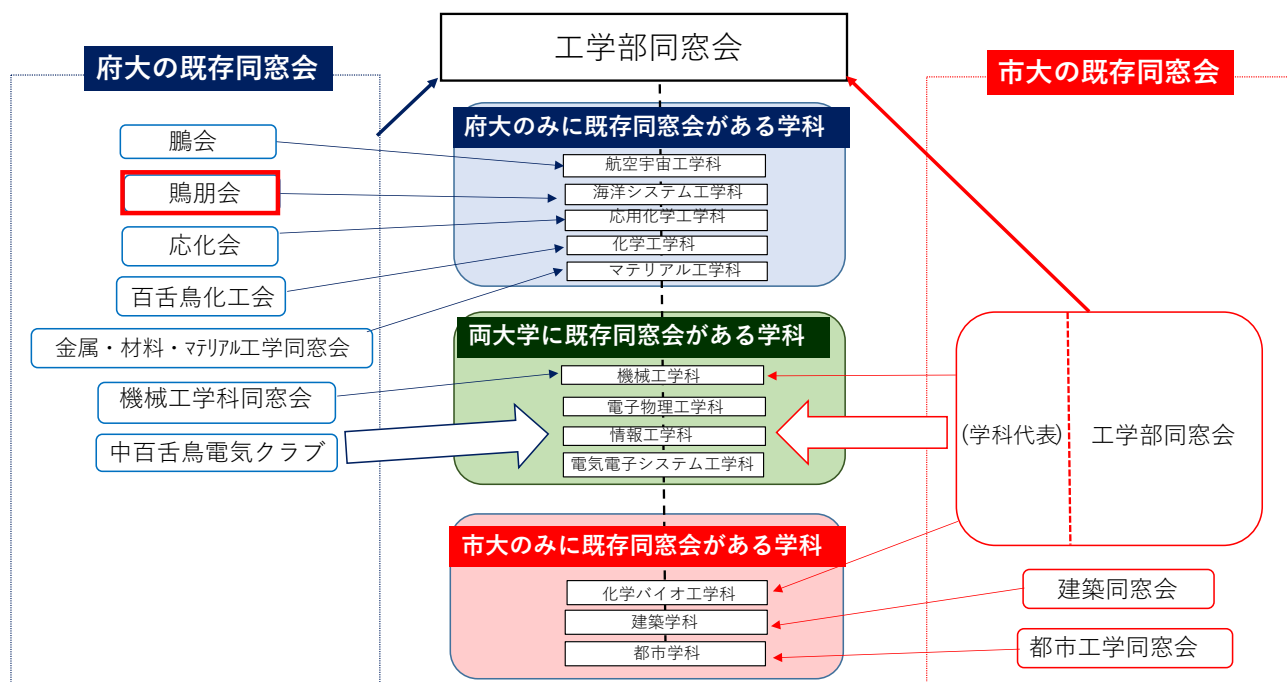 工学部同窓会
府大の既存同窓会
市大の既存同窓会
府大のみに既存同窓会がある学科
鵬会
航空宇宙工学科
鴎朋会
海洋システム工学科
応化会
応用化学工学科
百舌鳥化工会
化学工学科
金属・材料・マテリアル工学同窓会
マテリアル工学科
両大学に既存同窓会がある学科
機械工学科同窓会
機械工学科
中百舌鳥電気クラブ
電子物理工学科
情報工学科
電気電子システム工学科
(学科代表)
工学部同窓会
市大のみに既存同窓会がある学科
化学バイオ工学科
建築同窓会
建築学科
都市工学同窓会
都市学科